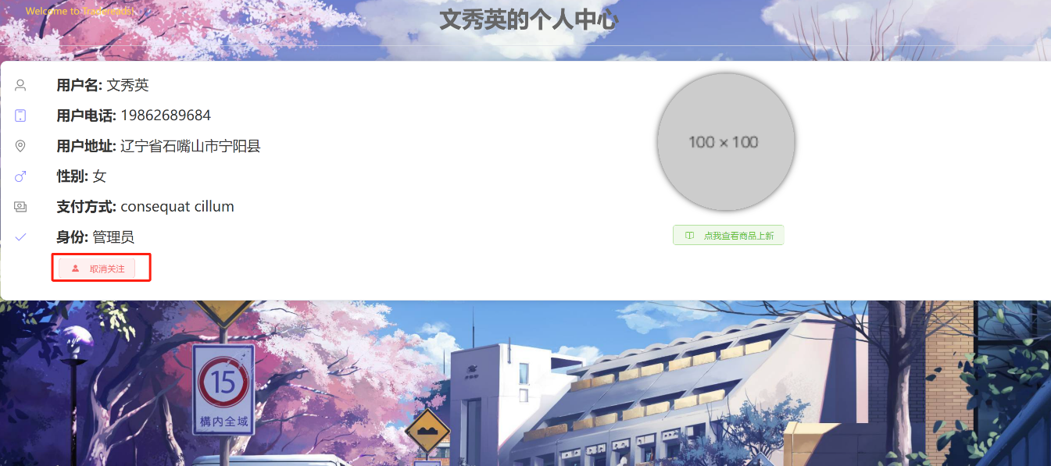 Welcome to Tradepost!
文秀英的个人中心
用户名: 文秀英
用户电话: 19862689684
用户地址: 辽宁省石嘴山市宁阳县
性别: 女
支付方式: consequat cillum
身份: 管理员
取消关注
100 × 100
点我查看商品上新
15
構内全域